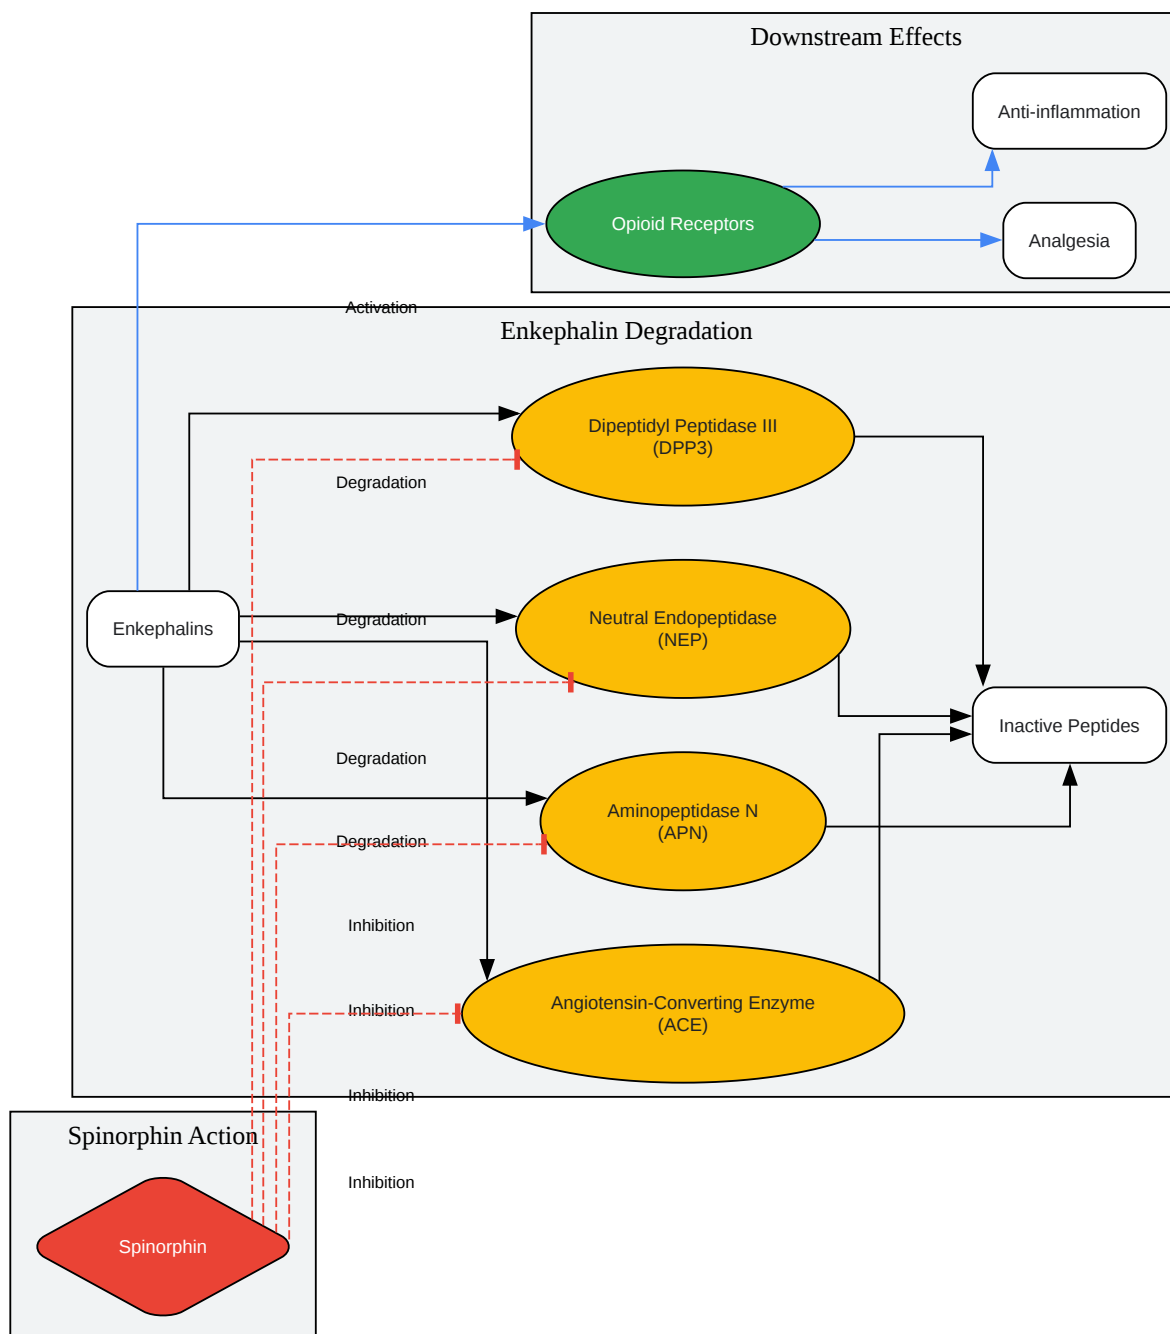 Downstream Effects
Anti-inflammation
Opioid Receptors
Analgesia
Activation
Enkephalin Degradation
Dipeptidyl Peptidase III
(DPP3)
Degradation
Enkephalins
Degradation
Neutral Endopeptidase
(NEP)
Inactive Peptides
Degradation
Aminopeptidase N
(APN)
Degradation
Inhibition
Angiotensin-Converting Enzyme
(ACE)
Inhibition
Inhibition
Spinorphin Action
Inhibition
Spinorphin